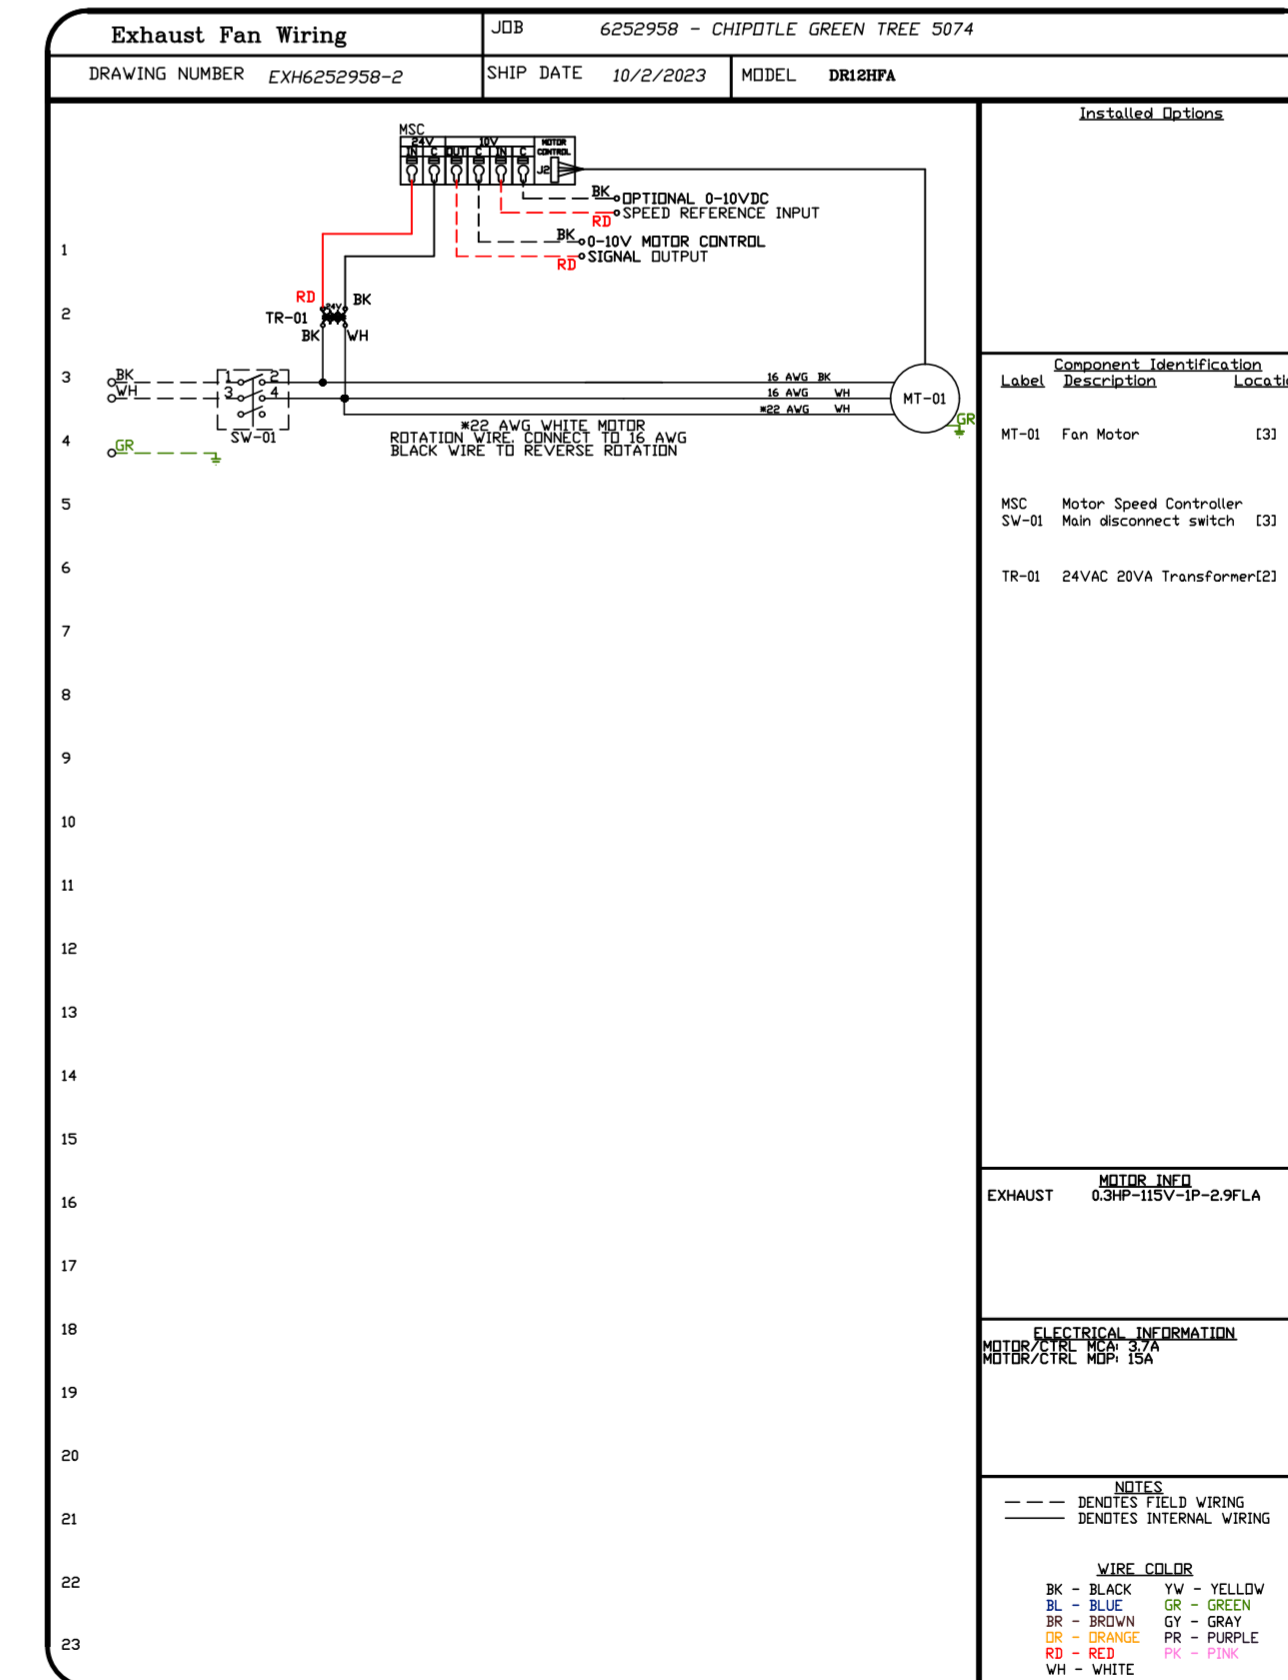 Exhaust Fan Wiring
JOB 6252958 - CHIPOTLE GREEN TREE 5074
DRAWING NUMBER EXH6252958-2
SHIP DATE 10/2/2023
MODEL DR12HFA
MSC
24V 10V MOTOR
IN C OUT C IN C CONTROL
J2
BK OPTIONAL 0-10VDC
RD SPEED REFERENCE INPUT
BK 0-10V MOTOR CONTROL
RD SIGNAL OUTPUT
RD 24V BK
TR-01
BK WH
BK 1 2 16 AWG BK
WH 3 4 16 AWG WH
*22 AWG WH
MT-01
GR
SW-01
GR
*22 AWG WHITE MOTOR
ROTATION WIRE. CONNECT TO 16 AWG
BLACK WIRE TO REVERSE ROTATION
1
2
3
4
5
6
7
8
9
10
11
12
13
14
15
16
17
18
19
20
21
22
23
Installed Options
Component Identification
Label Description Locatio
MT-01 Fan Motor [3]
MSC Motor Speed Controller
SW-01 Main disconnect switch [3]
TR-01 24VAC 20VA Transformer[2]
MOTOR INFO
EXHAUST 0.3HP-115V-1P-2.9FLA
ELECTRICAL INFORMATION
MOTOR/CTRL MCA: 3.7A
MOTOR/CTRL MOP: 15A
NOTES
DENOTES FIELD WIRING
DENOTES INTERNAL WIRING
WIRE COLOR
BK - BLACK YW - YELLOW
BL - BLUE GR - GREEN
BR - BROWN GY - GRAY
OR - ORANGE PR - PURPLE
RD - RED PK - PINK
WH - WHITE